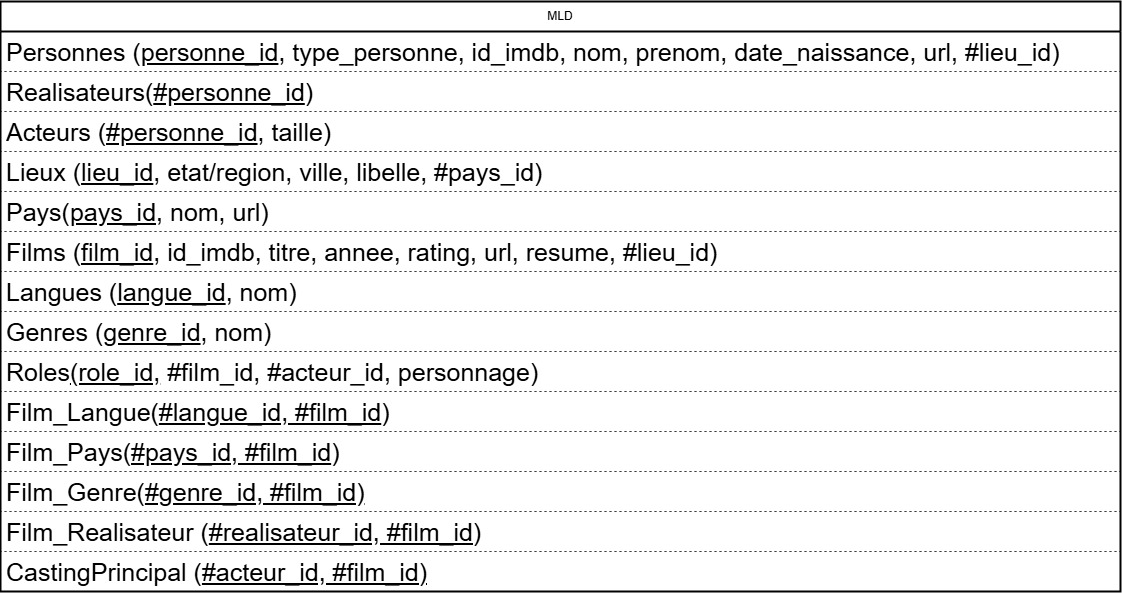 MLD
Personnes (personne_id, type_personne, id_imdb, nom, prenom, date_naissance, url, #lieu_id)
Realisateurs(#personne_id)
Acteurs (#personne_id, taille)
Lieux (lieu_id, etat/region, ville, libelle, #pays_id)
Pays(pays_id, nom, url)
Films (film_id, id_imdb, titre, annee, rating, url, resume, #lieu_id)
Langues (langue_id, nom)
Genres (genre_id, nom)
Roles(role_id, #film_id, #acteur_id, personnage)
Film_Langue(#langue_id, #film_id)
Film_Pays(#pays_id, #film_id)
Film_Genre(#genre_id, #film_id)
Film_Realisateur (#realisateur_id, #film_id)
CastingPrincipal (#acteur_id, #film_id)